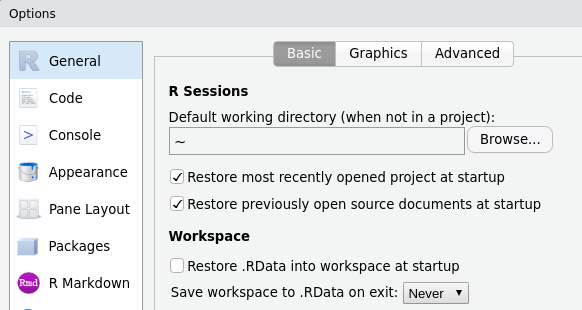 Options
General
Code
Console
Appearance
Pane Layout
Packages
Rmd
R Markdown
Basic Graphics Advanced
R Sessions
Default working directory (when not in a project):
~ Browse...
Restore most recently opened project at startup
Restore previously open source documents at startup
Workspace
Restore .RData into workspace at startup
Save workspace to .RData on exit: Never